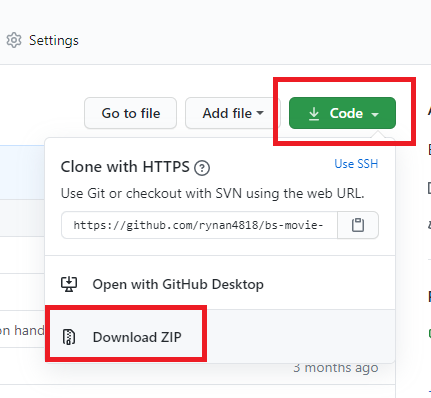 Settings
Go to file
Add file
Code
Clone with HTTPS
Use SSH
Use Git or checkout with SVN using the web URL.
https://github.com/rynan4818/bs-movie-
Open with GitHub Desktop
on hand
Download ZIP
3 months ago